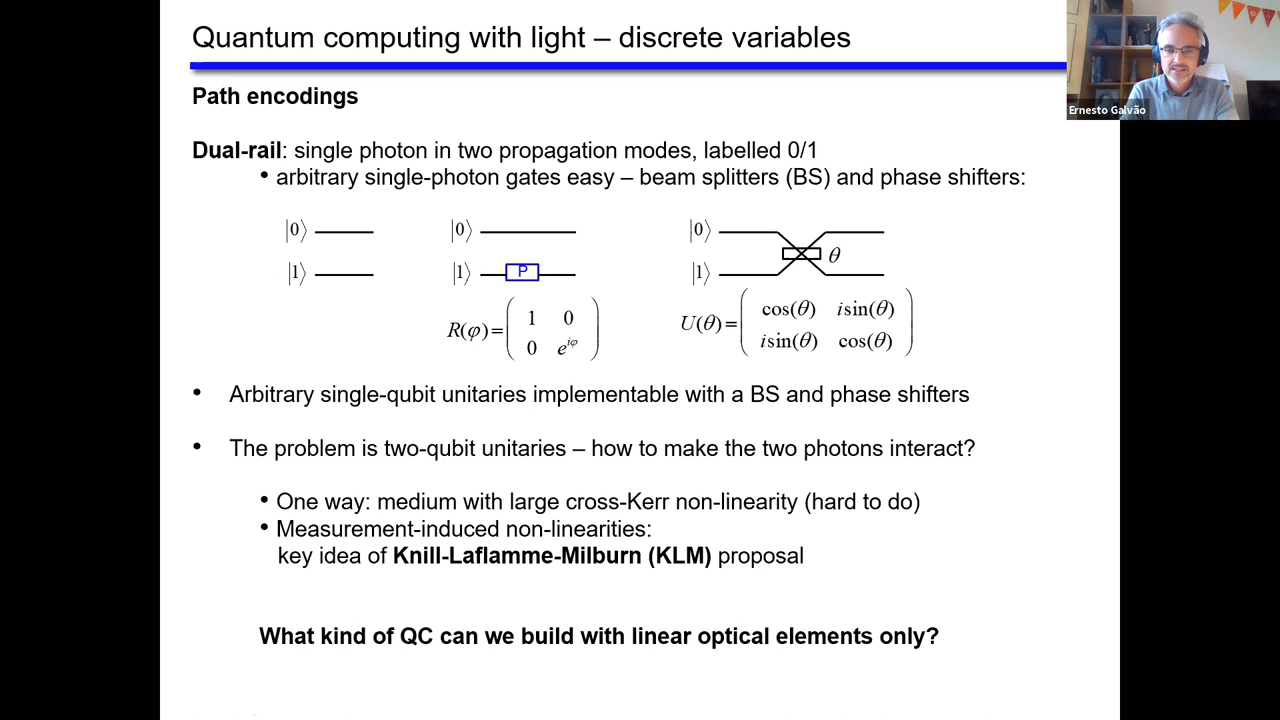 Quantum computing with light – discrete variables
Ernesto Galvão
Path encodings
Dual-rail: single photon in two propagation modes, labelled 0/1
• arbitrary single-photon gates easy – beam splitters (BS) and phase shifters:
|0⟩ |0⟩ |0⟩
θ
|1⟩ |1⟩ P |1⟩
R(φ)= ( 1 0
0 e^{iφ} )
U(θ)= ( cos(θ) i sin(θ)
i sin(θ) cos(θ) )
• Arbitrary single-qubit unitaries implementable with a BS and phase shifters
• The problem is two-qubit unitaries – how to make the two photons interact?
• One way: medium with large cross-Kerr non-linearity (hard to do)
• Measurement-induced non-linearities:
key idea of Knill-Laflamme-Milburn (KLM) proposal
What kind of QC can we build with linear optical elements only?